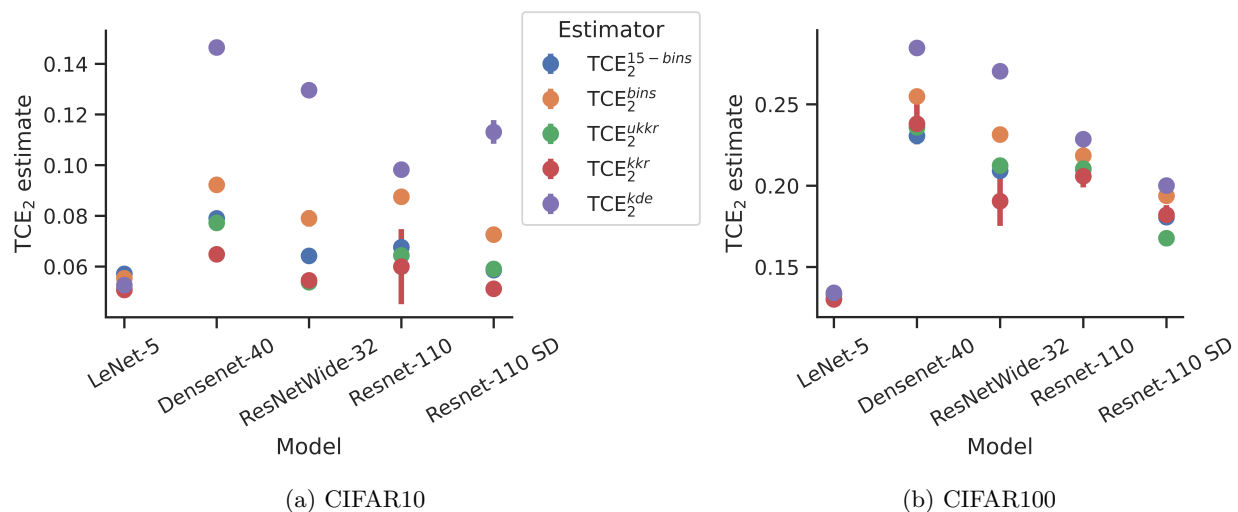 TCE₂ estimate
0.14
0.12
0.10
0.08
0.06
LeNet-5
Densenet-40
ResNetWide-32
Resnet-110
Resnet-110 SD
Model
(a) CIFAR10
Estimator
TCE₂^{15−bins}
TCE₂^{bins}
TCE₂^{ukkr}
TCE₂^{kkr}
TCE₂^{kde}
TCE₂ estimate
0.25
0.20
0.15
LeNet-5
Densenet-40
ResNetWide-32
Resnet-110
Resnet-110 SD
Model
(b) CIFAR100